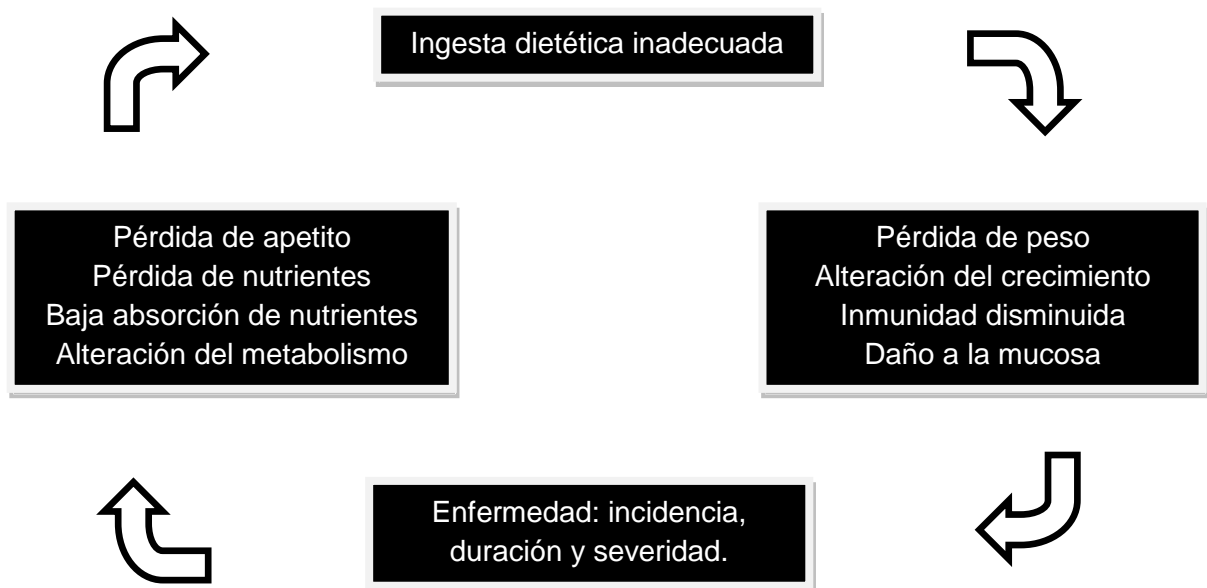 Ingesta dietética inadecuada
Pérdida de apetito
Pérdida de nutrientes
Baja absorción de nutrientes
Alteración del metabolismo
Pérdida de peso
Alteración del crecimiento
Inmunidad disminuida
Daño a la mucosa
Enfermedad: incidencia,
duración y severidad.